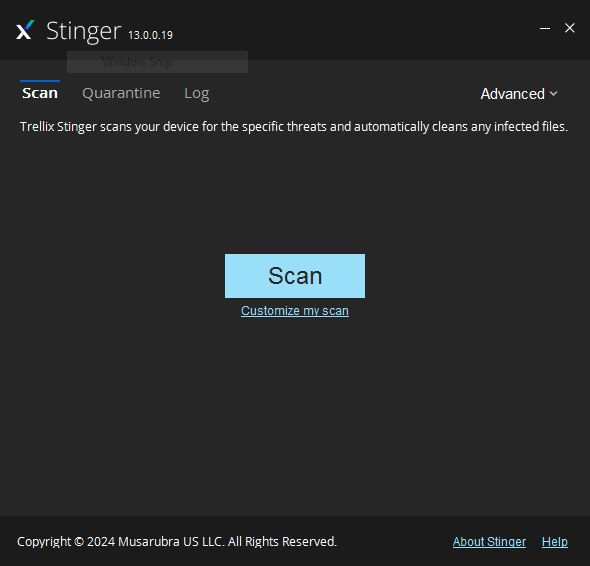 Stinger 13.0.0.19
Window Snip
Scan Quarantine Log Advanced
Trellix Stinger scans your device for the specific threats and automatically cleans any infected files.
Scan
Customize my scan
Copyright © 2024 Musarubra US LLC. All Rights Reserved. About Stinger Help